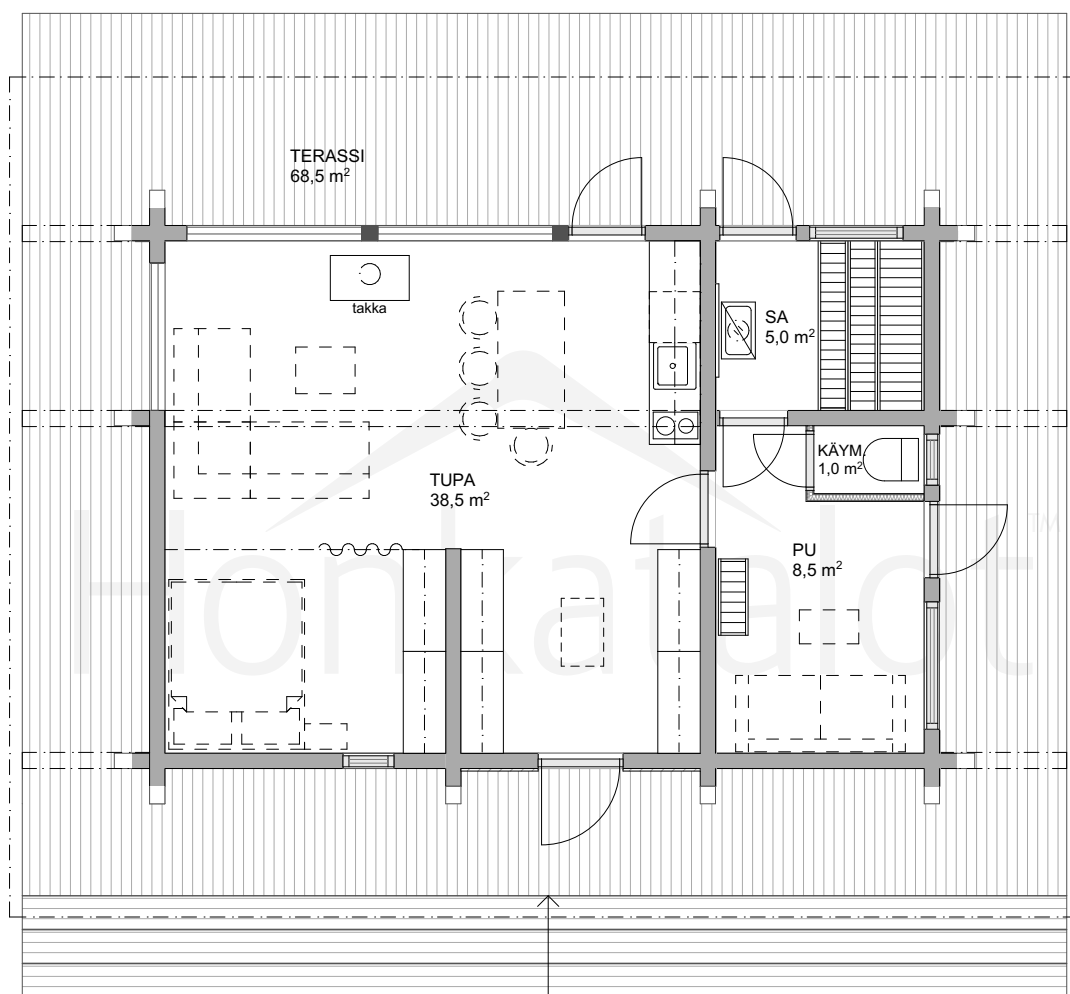 TERASSI
68,5 m²
takka
SA
5,0 m²
KÄYM.
1,0 m²
TUPA
38,5 m²
Honkatalot™
PU
8,5 m²